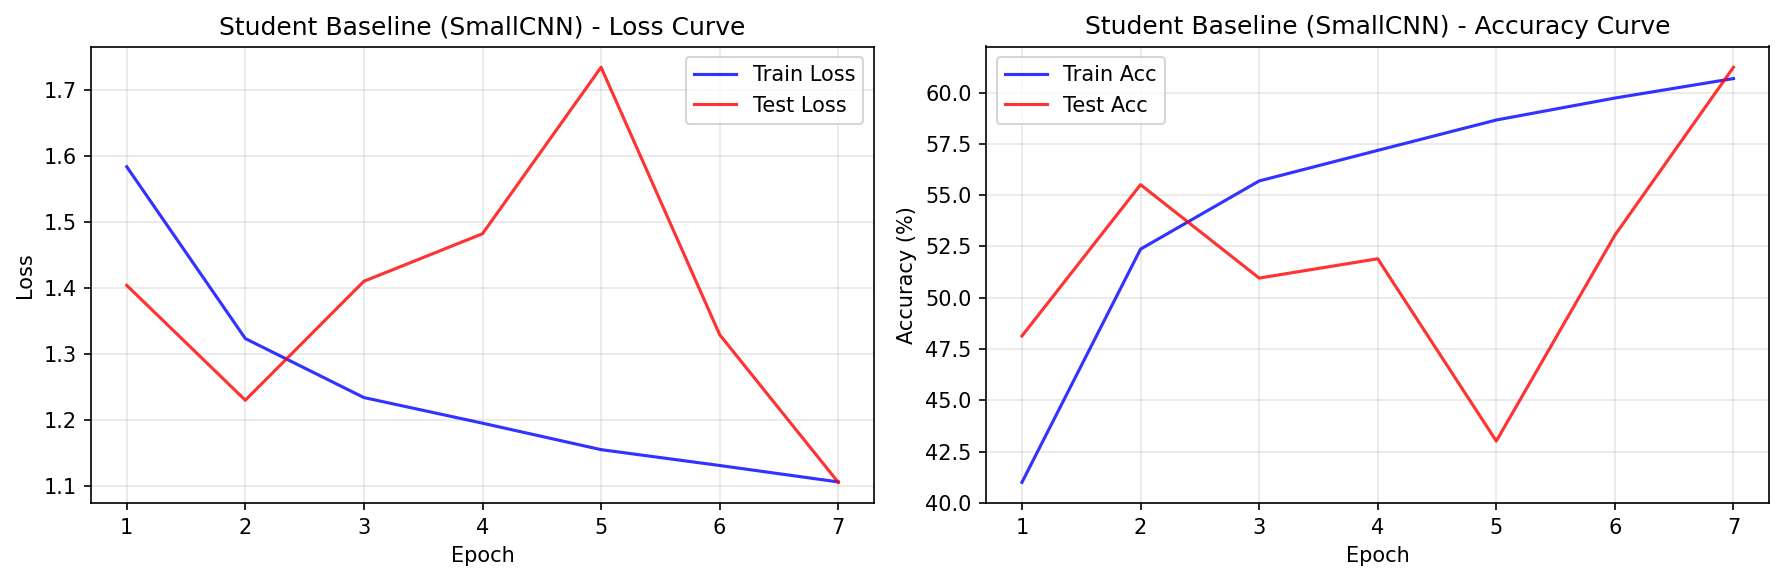 Student Baseline (SmallCNN) - Loss Curve
Train Loss
Test Loss
1.7
1.6
1.5
1.4
1.3
1.2
1.1
Loss
1 2 3 4 5 6 7
Epoch
Student Baseline (SmallCNN) - Accuracy Curve
Train Acc
Test Acc
60.0
57.5
55.0
52.5
50.0
47.5
45.0
42.5
40.0
Accuracy (%)
1 2 3 4 5 6 7
Epoch